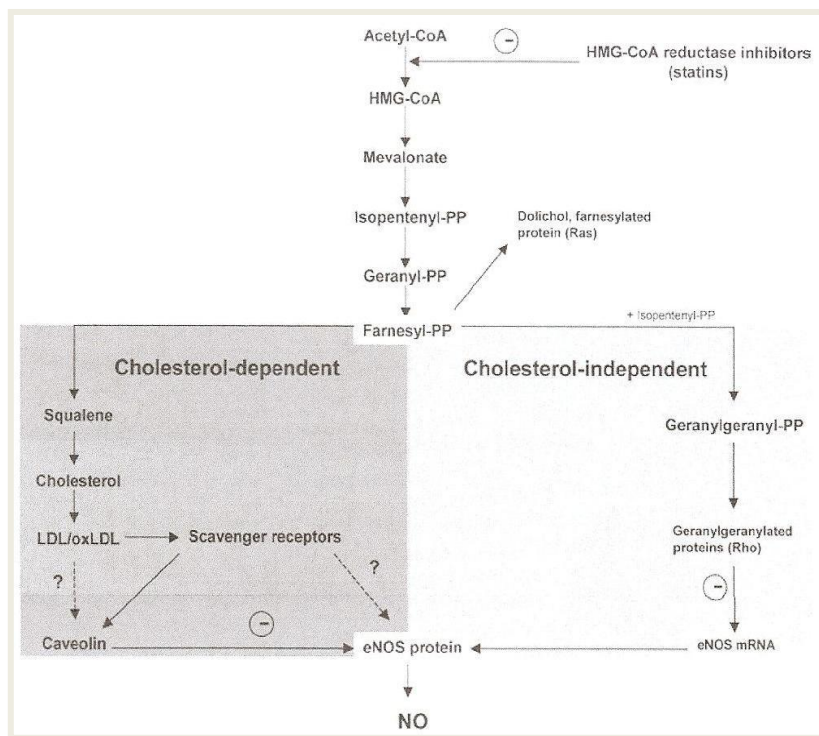 Acetyl-CoA
−
HMG-CoA reductase inhibitors
(statins)
HMG-CoA
Mevalonate
Isopentenyl-PP
Dolichol, farnesylated
protein (Ras)
Geranyl-PP
Farnesyl-PP
+ Isopentenyl-PP
Cholesterol-dependent
Cholesterol-independent
Squalene
Geranylgeranyl-PP
Cholesterol
LDL/oxLDL
Scavenger receptors
Geranylgeranylated
proteins (Rho)
?
?
−
−
Caveolin
eNOS protein
eNOS mRNA
NO